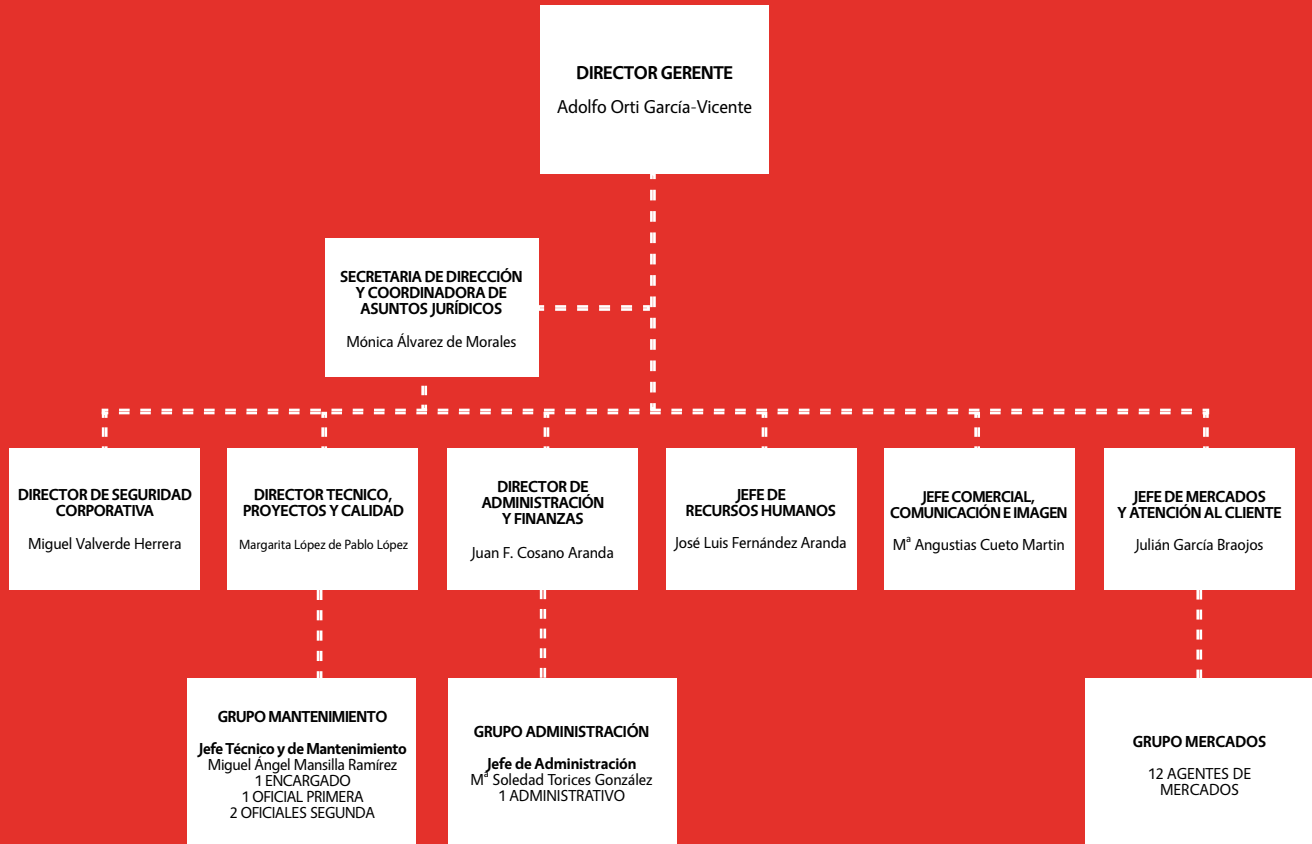 DIRECTOR GERENTE
Adolfo Orti García-Vicente
SECRETARIA DE DIRECCIÓN
Y COORDINADORA DE
ASUNTOS JURÍDICOS
Mónica Álvarez de Morales
DIRECTOR DE SEGURIDAD
CORPORATIVA
Miguel Valverde Herrera
DIRECTOR TECNICO,
PROYECTOS Y CALIDAD
Margarita López de Pablo López
DIRECTOR DE
ADMINISTRACIÓN
Y FINANZAS
Juan F. Cosano Aranda
JEFE DE
RECURSOS HUMANOS
José Luis Fernández Aranda
JEFE COMERCIAL,
COMUNICACIÓN E IMAGEN
Mª Angustias Cueto Martin
JEFE DE MERCADOS
Y ATENCIÓN AL CLIENTE
Julián García Braojos
GRUPO MANTENIMIENTO
Jefe Técnico y de Mantenimiento
Miguel Ángel Mansilla Ramírez
1 ENCARGADO
1 OFICIAL PRIMERA
2 OFICIALES SEGUNDA
GRUPO ADMINISTRACIÓN
Jefe de Administración
Mª Soledad Torices González
1 ADMINISTRATIVO
GRUPO MERCADOS
12 AGENTES DE
MERCADOS